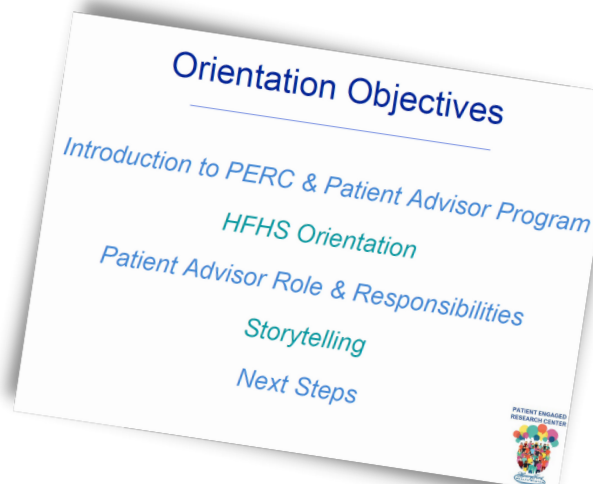 Orientation Objectives
Introduction to PERC & Patient Advisor Program
HFHS Orientation
Patient Advisor Role & Responsibilities
Storytelling
Next Steps
PATIENT ENGAGED
RESEARCH CENTER